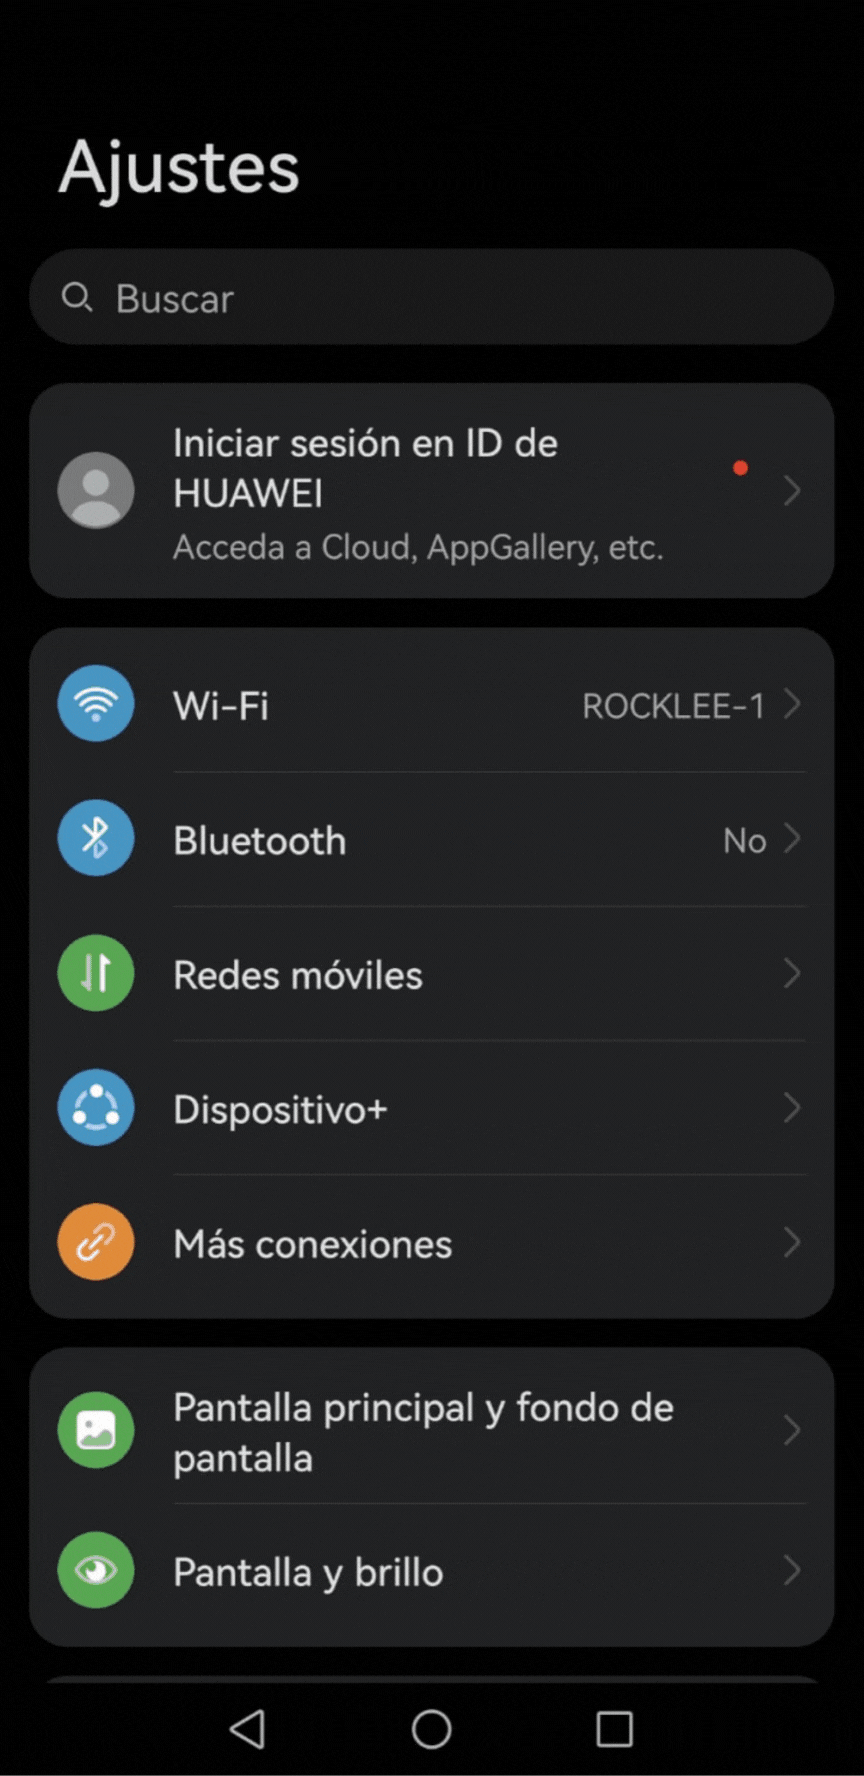 Ajustes
Buscar
Iniciar sesión en ID de
HUAWEI
Acceda a Cloud, AppGallery, etc.
Wi-Fi ROCKLEE-1
Bluetooth No
Redes móviles
Dispositivo+
Más conexiones
Pantalla principal y fondo de
pantalla
Pantalla y brillo